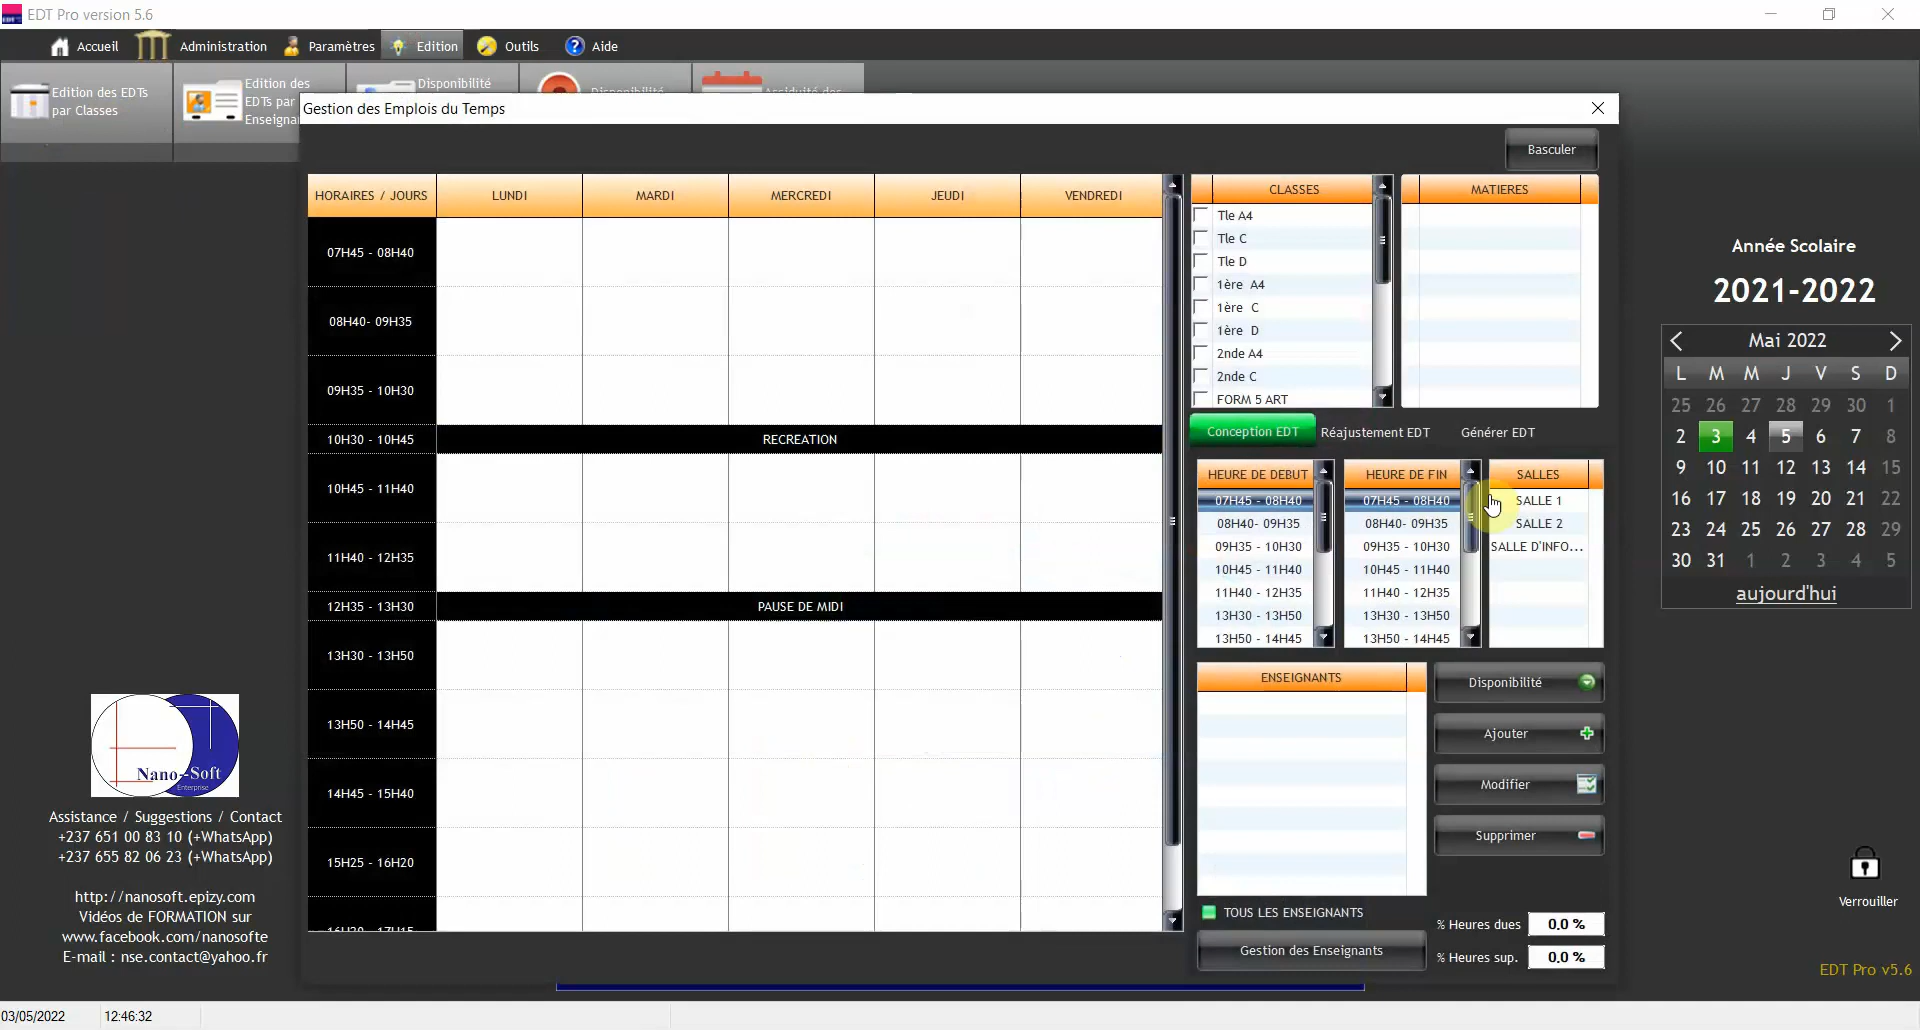 EDT Pro version 5.6
Accueil
Administration
Paramètres
Edition
Outils
Aide
Edition des EDTs
par Classes
Edition des
EDTs par
Enseigna
Disponibilité
Gestion des Emplois du Temps
Basculer
HORAIRES / JOURS
LUNDI
MARDI
MERCREDI
JEUDI
VENDREDI
07H45 - 08H40
08H40- 09H35
09H35 - 10H30
10H30 - 10H45
RECREATION
10H45 - 11H40
11H40 - 12H35
12H35 - 13H30
PAUSE DE MIDI
13H30 - 13H50
13H50 - 14H45
14H45 - 15H40
15H25 - 16H20
CLASSES
Tle A4
Tle C
Tle D
1ère A4
1ère C
1ère D
2nde A4
2nde C
FORM 5 ART
MATIERES
Conception EDT
Réajustement EDT
Générer EDT
HEURE DE DEBUT
07H45 - 08H40
08H40- 09H35
09H35 - 10H30
10H45 - 11H40
11H40 - 12H35
13H30 - 13H50
13H50 - 14H45
HEURE DE FIN
07H45 - 08H40
08H40- 09H35
09H35 - 10H30
10H45 - 11H40
11H40 - 12H35
13H30 - 13H50
13H50 - 14H45
SALLES
SALLE 1
SALLE 2
SALLE D'INFO...
ENSEIGNANTS
Disponibilité
Ajouter
Modifier
Supprimer
TOUS LES ENSEIGNANTS
Gestion des Enseignants
% Heures dues 0,0 %
% Heures sup. 0,0 %
Année Scolaire
2021-2022
Mai 2022
L M M J V S D
25 26 27 28 29 30 1
2 3 4 5 6 7 8
9 10 11 12 13 14 15
16 17 18 19 20 21 22
23 24 25 26 27 28 29
30 31 1 2 3 4 5
aujourd'hui
Nano-Soft
Enterprise
Assistance / Suggestions / Contact
+237 651 00 83 10 (+WhatsApp)
+237 655 82 06 23 (+WhatsApp)
http://nanosoft.epizy.com
Vidéos de FORMATION sur
www.facebook.com/nanosofte
E-mail : nse.contact@yahoo.fr
Verrouiller
EDT Pro v5.6
03/05/2022
12:46:32